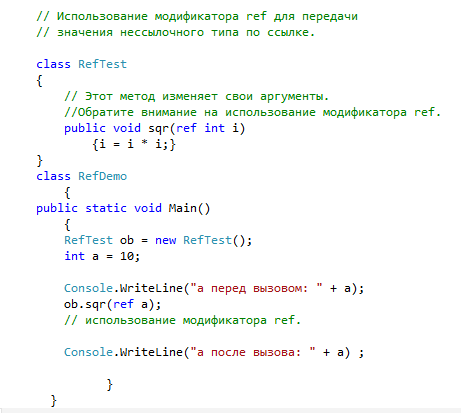 // Использование модификатора ref для передачи
// значения нессылочного типа по ссылке.
class RefTest
{
// Этот метод изменяет свои аргументы.
//Обратите внимание на использование модификатора ref.
public void sqr(ref int i)
{i = i * i;}
}
class RefDemo
{
public static void Main()
{
RefTest ob = new RefTest();
int a = 10;
Console.WriteLine("а перед вызовом: " + a);
ob.sqr(ref a);
// использование модификатора ref.
Console.WriteLine("а после вызова: " + a) ;
}
}